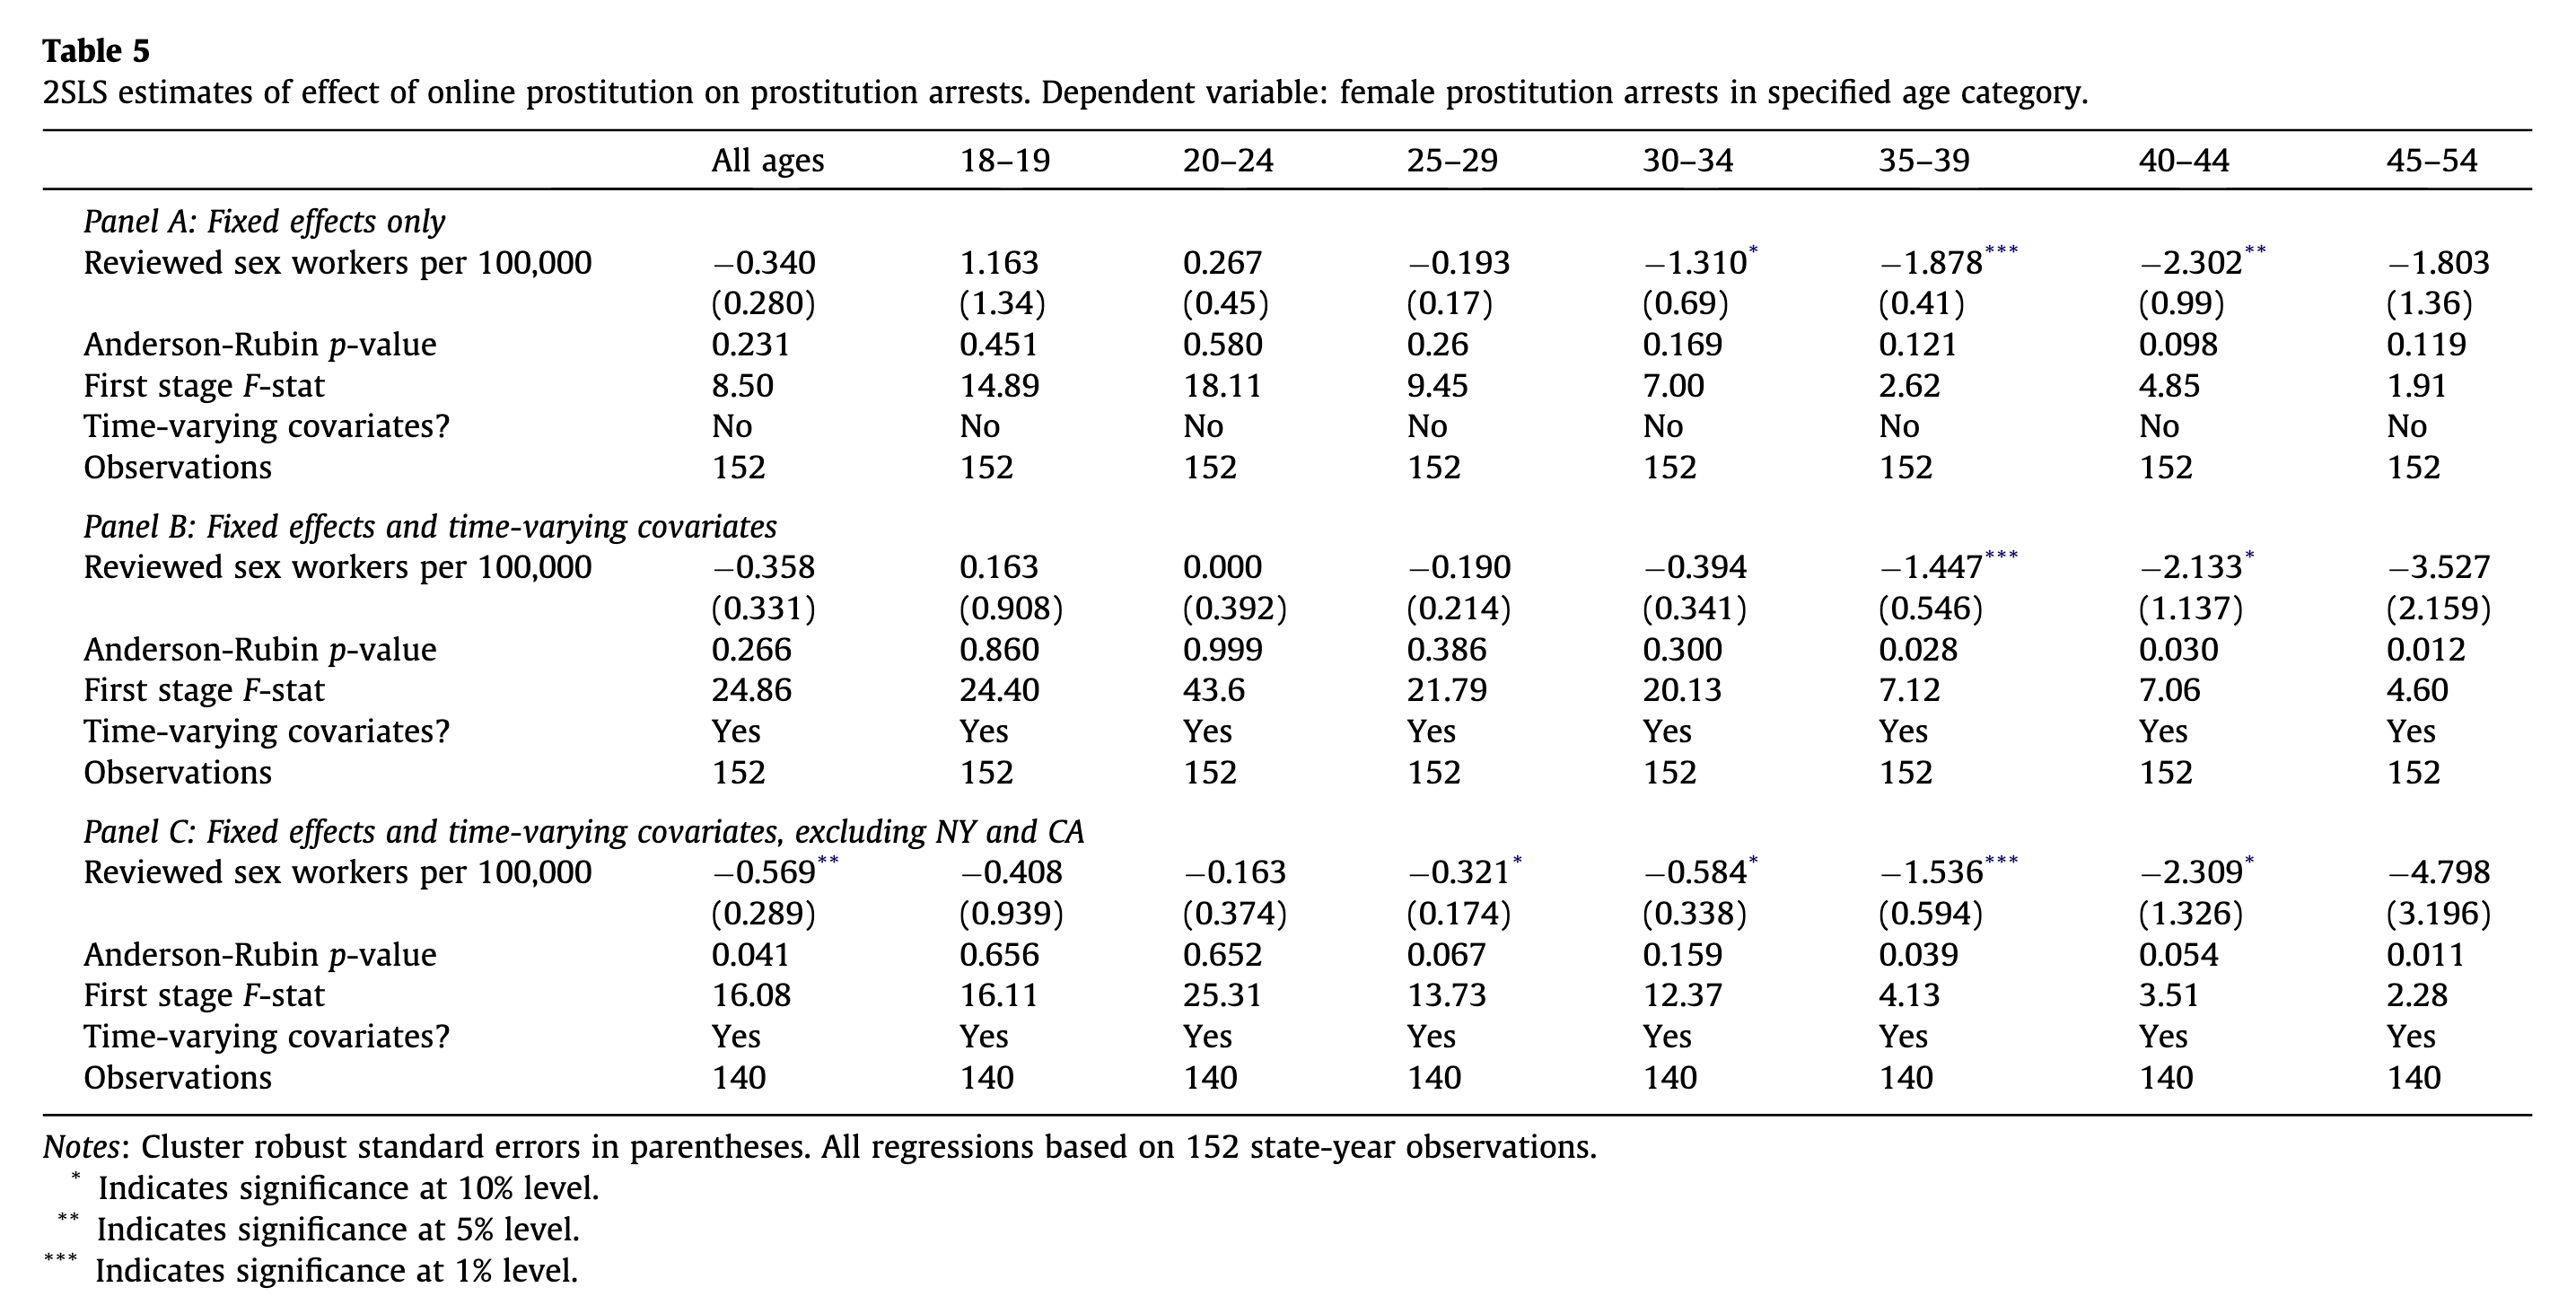 Table 5
2SLS estimates of effect of online prostitution on prostitution arrests. Dependent variable: female prostitution arrests in specified age category.
All ages 18–19 20–24 25–29 30–34 35–39 40–44 45–54
Panel A: Fixed effects only
Reviewed sex workers per 100,000 −0.340 1.163 0.267 −0.193 −1.310* −1.878*** −2.302** −1.803
(0.280) (1.34) (0.45) (0.17) (0.69) (0.41) (0.99) (1.36)
Anderson-Rubin p-value 0.231 0.451 0.580 0.26 0.169 0.121 0.098 0.119
First stage F-stat 8.50 14.89 18.11 9.45 7.00 2.62 4.85 1.91
Time-varying covariates? No No No No No No No No
Observations 152 152 152 152 152 152 152 152
Panel B: Fixed effects and time-varying covariates
Reviewed sex workers per 100,000 −0.358 0.163 0.000 −0.190 −0.394 −1.447*** −2.133* −3.527
(0.331) (0.908) (0.392) (0.214) (0.341) (0.546) (1.137) (2.159)
Anderson-Rubin p-value 0.266 0.860 0.999 0.386 0.300 0.028 0.030 0.012
First stage F-stat 24.86 24.40 43.6 21.79 20.13 7.12 7.06 4.60
Time-varying covariates? Yes Yes Yes Yes Yes Yes Yes Yes
Observations 152 152 152 152 152 152 152 152
Panel C: Fixed effects and time-varying covariates, excluding NY and CA
Reviewed sex workers per 100,000 −0.569** −0.408 −0.163 −0.321* −0.584* −1.536*** −2.309* −4.798
(0.289) (0.939) (0.374) (0.174) (0.338) (0.594) (1.326) (3.196)
Anderson-Rubin p-value 0.041 0.656 0.652 0.067 0.159 0.039 0.054 0.011
First stage F-stat 16.08 16.11 25.31 13.73 12.37 4.13 3.51 2.28
Time-varying covariates? Yes Yes Yes Yes Yes Yes Yes Yes
Observations 140 140 140 140 140 140 140 140
Notes: Cluster robust standard errors in parentheses. All regressions based on 152 state-year observations.
* Indicates significance at 10% level.
** Indicates significance at 5% level.
*** Indicates significance at 1% level.